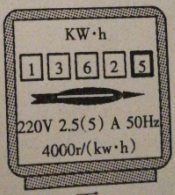 KW·h
1 3 6 2 5
220V 2.5(5) A 50Hz
4000r/(kw·h)